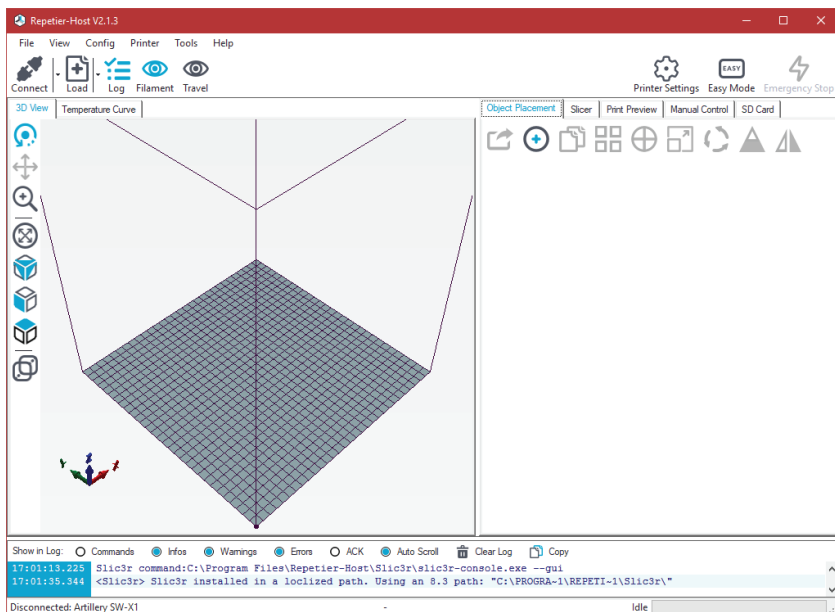 Repetier-Host V2.1.3
File View Config Printer Tools Help
Connect Load Log Filament Travel Printer Settings EASY Easy Mode Emergency Stop
3D View Temperature Curve Object Placement Slicer Print Preview Manual Control SD Card
Show in Log: Commands Infos Warnings Errors ACK Auto Scroll Clear Log Copy
17:01:13.225 Slic3r command:C:\Program Files\Repetier-Host\Slic3r\slic3r-console.exe --gui
17:01:35.344 <Slic3r> Slic3r installed in a loclized path. Using an 8.3 path: "C:\PROGRA~1\REPETI~1\Slic3r\"
Disconnected: Artillery SW-X1 - Idle